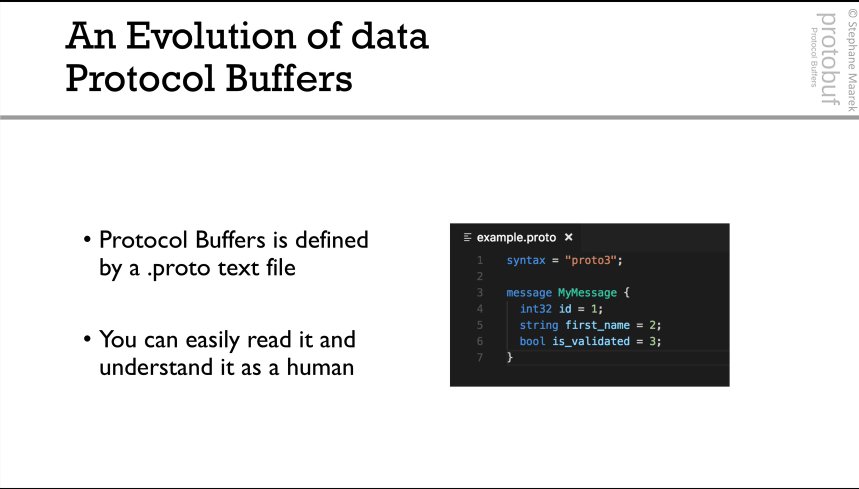 An Evolution of data
Protocol Buffers
© Stephane Maarek
protobuf
Protocol Buffers
• Protocol Buffers is defined
by a .proto text file
• You can easily read it and
understand it as a human
example.proto ×
1 syntax = "proto3";
2
3 message MyMessage {
4 int32 id = 1;
5 string first_name = 2;
6 bool is_validated = 3;
7 }